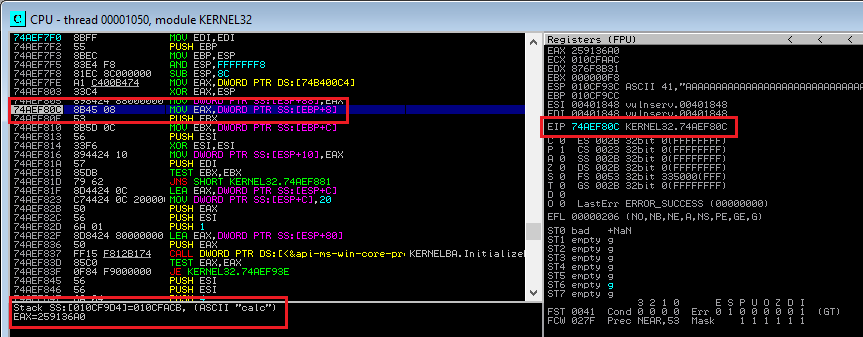 C CPU - thread 00001050, module KERNEL32
74AEF7F0 8BFF MOV EDI,EDI
74AEF7F2 55 PUSH EBP
74AEF7F3 8BEC MOV EBP,ESP
74AEF7F5 83E4 F8 AND ESP,FFFFFFF8
74AEF7F8 81EC 8C000000 SUB ESP,8C
74AEF7FE A1 C400B474 MOV EAX,DWORD PTR DS:[74B400C4]
74AEF803 33C4 XOR EAX,ESP
74AEF805 898424 88000000 MOV DWORD PTR SS:[ESP+88],EAX
74AEF80C 8B45 08 MOV EAX,DWORD PTR SS:[EBP+8]
74AEF80F 53 PUSH EBX
74AEF810 8B5D 0C MOV EBX,DWORD PTR SS:[EBP+C]
74AEF813 56 PUSH ESI
74AEF814 33F6 XOR ESI,ESI
74AEF816 894424 10 MOV DWORD PTR SS:[ESP+10],EAX
74AEF81A 57 PUSH EDI
74AEF81B 85DB TEST EBX,EBX
74AEF81D 79 62 JNS SHORT KERNEL32.74AEF881
74AEF81F 8D4424 0C LEA EAX,DWORD PTR SS:[ESP+C]
74AEF823 C74424 0C 2000000 MOV DWORD PTR SS:[ESP+C],20
74AEF82B 50 PUSH EAX
74AEF82C 56 PUSH ESI
74AEF82D 6A 01 PUSH 1
74AEF82F 8D8424 80000000 LEA EAX,DWORD PTR SS:[ESP+80]
74AEF836 50 PUSH EAX
74AEF837 FF15 F812B174 CALL DWORD PTR DS:[<&api-ms-win-core-pr KERNELBA.Initialize
74AEF83D 85C0 TEST EAX,EAX
74AEF83F 0F84 F9000000 JE KERNEL32.74AEF93E
74AEF845 56 PUSH ESI
74AEF846 56 PUSH ESI
Stack SS:[010CF9D4]=010CFACB, (ASCII "calc")
EAX=259136A0
Registers (FPU) < < <
EAX 259136A0
ECX 010CFAAC
EDX 876F8B31
EBX 000000F8
ESP 010CF93C ASCII 41,"AAAAAAAAAAAAAAAAAAAAAAAAAAA
EBP 010CF9CC
ESI 00401848 vulnserv.00401848
EDI 00401848 vulnserv.00401848
EIP 74AEF80C KERNEL32.74AEF80C
C 0 ES 002B 32bit 0(FFFFFFFF)
P 1 CS 0023 32bit 0(FFFFFFFF)
A 0 SS 002B 32bit 0(FFFFFFFF)
Z 0 DS 002B 32bit 0(FFFFFFFF)
S 0 FS 0053 32bit 335000(FFF)
T 0 GS 002B 32bit 0(FFFFFFFF)
D 0
O 0 LastErr ERROR_SUCCESS (00000000)
EFL 00000206 (NO,NB,NE,A,NS,PE,GE,G)
ST0 bad +NaN
ST1 empty g
ST2 empty g
ST3 empty g
ST4 empty g
ST5 empty g
ST6 empty g
ST7 empty g
3 2 1 0 E S P U O Z D I
FST 0041 Cond 0 0 0 0 Err 0 1 0 0 0 0 0 1 (GT)
FCW 027F Prec NEAR,53 Mask 1 1 1 1 1 1